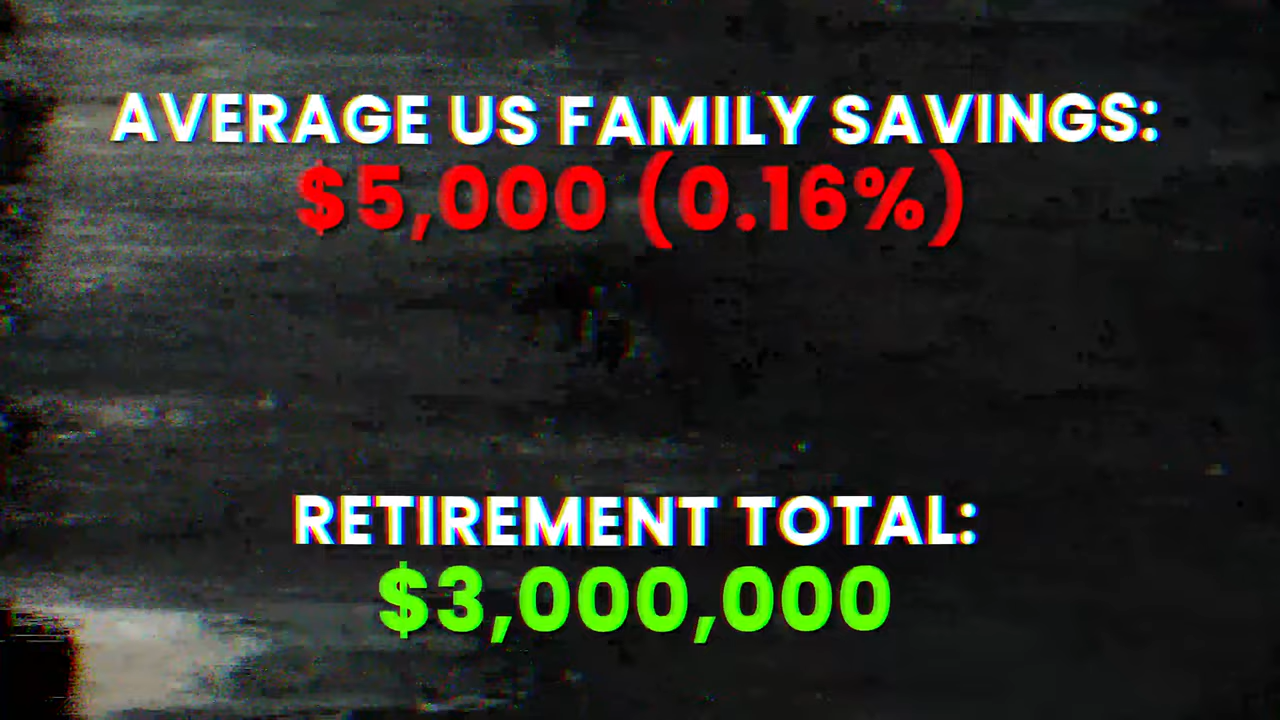 AVERAGE US FAMILY SAVINGS:
$5,000 (0.16%)
RETIREMENT TOTAL:
$3,000,000